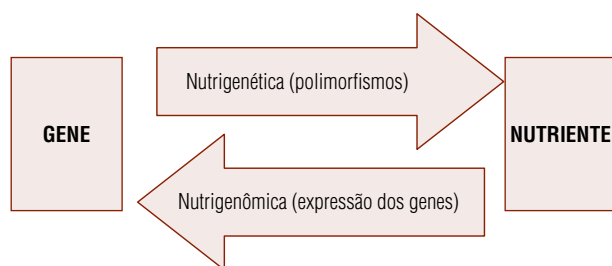 Nutrigenética (polimorfismos)
GENE
NUTRIENTE
Nutrigenômica (expressão dos genes)